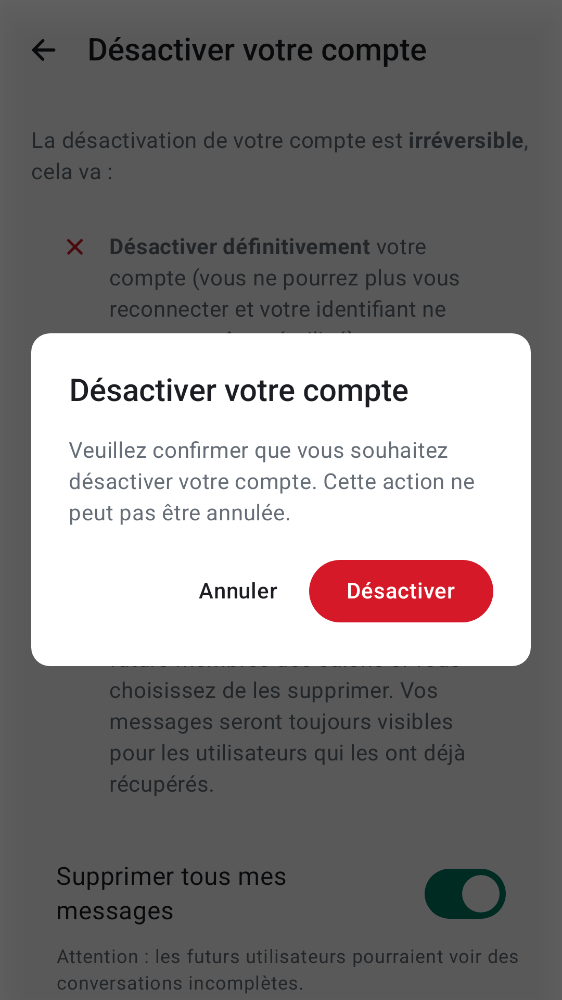 Désactiver votre compte
La désactivation de votre compte est irréversible,
cela va :
Désactiver définitivement votre
compte (vous ne pourrez plus vous
reconnecter et votre identifiant ne
Désactiver votre compte
Veuillez confirmer que vous souhaitez
désactiver votre compte. Cette action ne
peut pas être annulée.
Annuler
Désactiver
choisissez de les supprimer. Vos
messages seront toujours visibles
pour les utilisateurs qui les ont déjà
récupérés.
Supprimer tous mes
messages
Attention : les futurs utilisateurs pourraient voir des
conversations incomplètes.